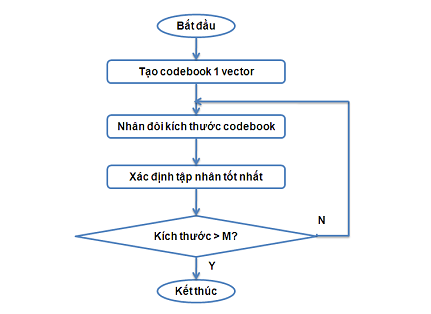 Bắt đầu
Tạo codebook 1 vector
Nhân đôi kích thước codebook
Xác định tập nhân tốt nhất
Kích thước > M?
N
Y
Kết thúc